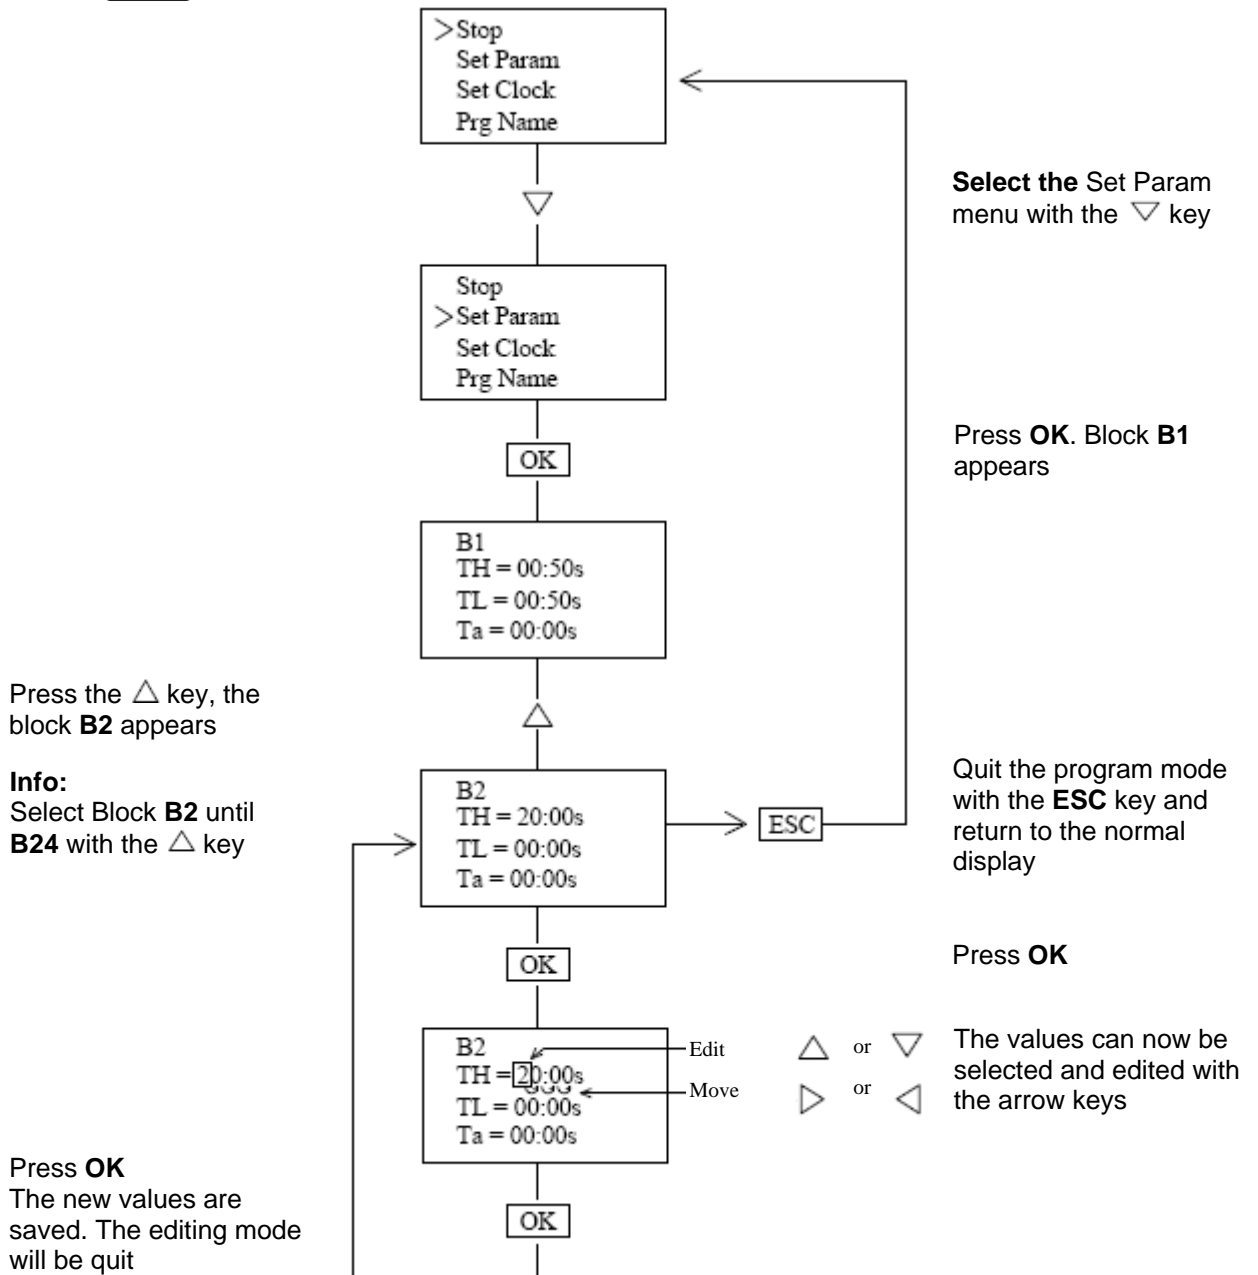 >Stop
Set Param
Set Clock
Prg Name
Select the Set Param
menu with the ▽ key
Stop
>Set Param
Set Clock
Prg Name
OK
Press OK. Block B1
appears
B1
TH = 00:50s
TL = 00:50s
Ta = 00:00s
Press the △ key, the
block B2 appears
Info:
Select Block B2 until
B24 with the △ key
B2
TH = 20:00s
TL = 00:00s
Ta = 00:00s
ESC
Quit the program mode
with the ESC key and
return to the normal
display
OK
Press OK
B2
TH = 20:00s
TL = 00:00s
Ta = 00:00s
Edit
Move
△ or ▽
▷ or ◁
The values can now be
selected and edited with
the arrow keys
Press OK
The new values are
saved. The editing mode
will be quit
OK